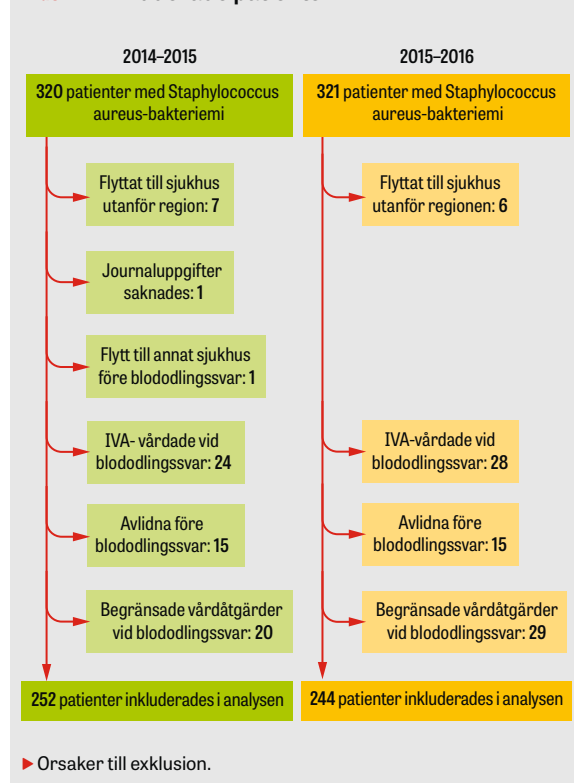 2014–2015
320 patienter med Staphylococcus
aureus-bakteriemi
Flyttat till sjukhus
utanför region: 7
Journaluppgifter
saknades: 1
Flytt till annat sjukhus
före blododlingssvar: 1
IVA- vårdade vid
blododlingssvar: 24
Avlidna före
blododlingssvar: 15
Begränsade vårdåtgärder
vid blododlingssvar: 20
252 patienter inkluderades i analysen
2015–2016
321 patienter med Staphylococcus
aureus-bakteriemi
Flyttat till sjukhus
utanför regionen: 6
IVA-vårdade vid
blododlingssvar: 28
Avlidna före
blododlingssvar: 15
Begränsade vårdåtgärder
vid blododlingssvar: 29
244 patienter inkluderades i analysen
Orsaker till exklusion.